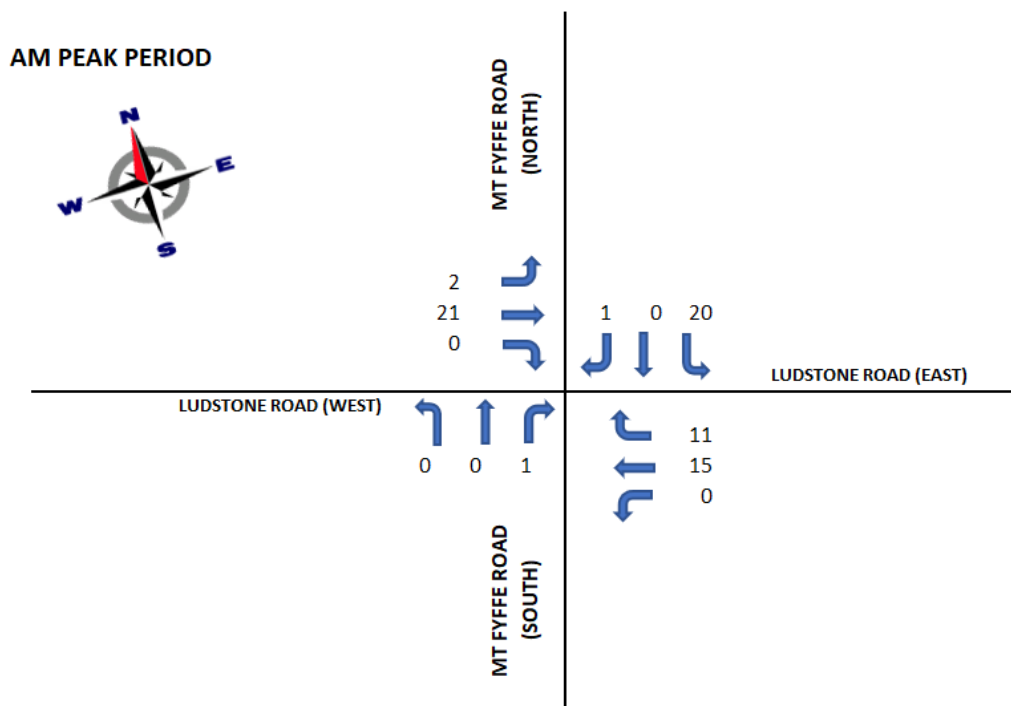 AM PEAK PERIOD
N
E
W
S
MT FYFFE ROAD
(NORTH)
2
21
0
1 0 20
LUDSTONE ROAD (EAST)
LUDSTONE ROAD (WEST)
11
15
0
0 0 1
MT FYFFE ROAD
(SOUTH)